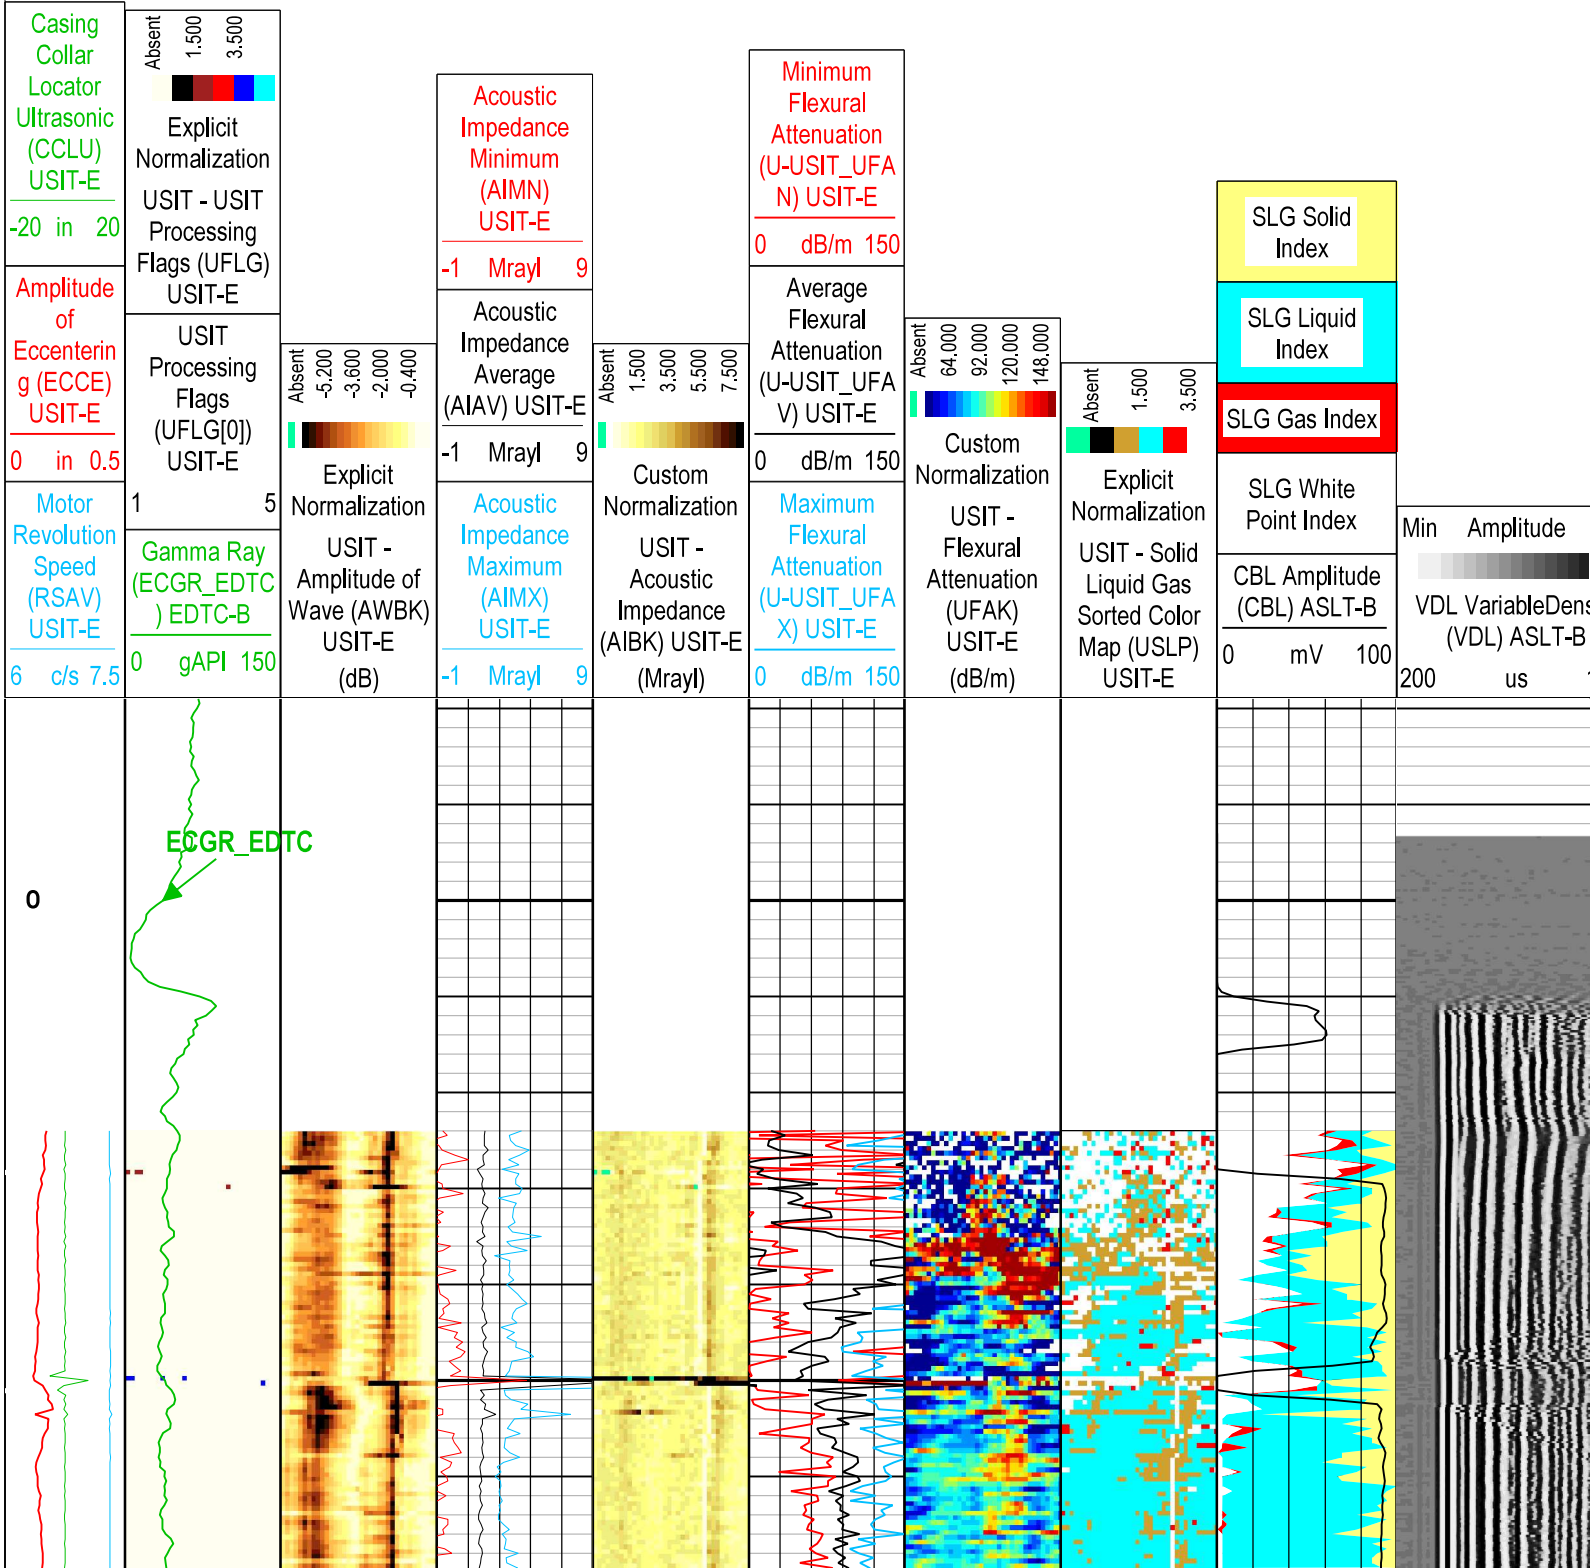 Casing
Collar
Locator
Ultrasonic
(CCLU)
USIT-E
-20 in 20
Amplitude
of
Eccenterin
g (ECCE)
USIT-E
0 in 0.5
Motor
Revolution
Speed
(RSAV)
USIT-E
6 c/s 7.5
Absent
1.500
3.500
Explicit
Normalization
USIT - USIT
Processing
Flags (UFLG)
USIT-E
USIT
Processing
Flags
(UFLG[0])
USIT-E
1 5
Gamma Ray
(ECGR_EDTC
) EDTC-B
0 gAPI 150
Absent
-5.200
-3.600
-2.000
-0.400
Explicit
Normalization
USIT -
Amplitude of
Wave (AWBK)
USIT-E
(dB)
Acoustic
Impedance
Minimum
(AIMN)
USIT-E
-1 Mrayl 9
Acoustic
Impedance
Average
(AIAV) USIT-E
-1 Mrayl 9
Acoustic
Impedance
Maximum
(AIMX)
USIT-E
-1 Mrayl 9
Absent
1.500
3.500
5.500
7.500
Custom
Normalization
USIT -
Acoustic
Impedance
(AIBK) USIT-E
(Mrayl)
Minimum
Flexural
Attenuation
(U-USIT_UFA
N) USIT-E
0 dB/m 150
Average
Flexural
Attenuation
(U-USIT_UFA
V) USIT-E
0 dB/m 150
Maximum
Flexural
Attenuation
(U-USIT_UFA
X) USIT-E
0 dB/m 150
Absent
64.000
92.000
120.000
148.000
Custom
Normalization
USIT -
Flexural
Attenuation
(UFAK)
USIT-E
(dB/m)
Absent
1.500
3.500
Explicit
Normalization
USIT - Solid
Liquid Gas
Sorted Color
Map (USLP)
USIT-E
SLG Solid
Index
SLG Liquid
Index
SLG Gas Index
SLG White
Point Index
CBL Amplitude
(CBL) ASLT-B
0 mV 100
Min Amplitude
VDL VariableDens
(VDL) ASLT-B
200 us 1
ECGR_EDTC
0